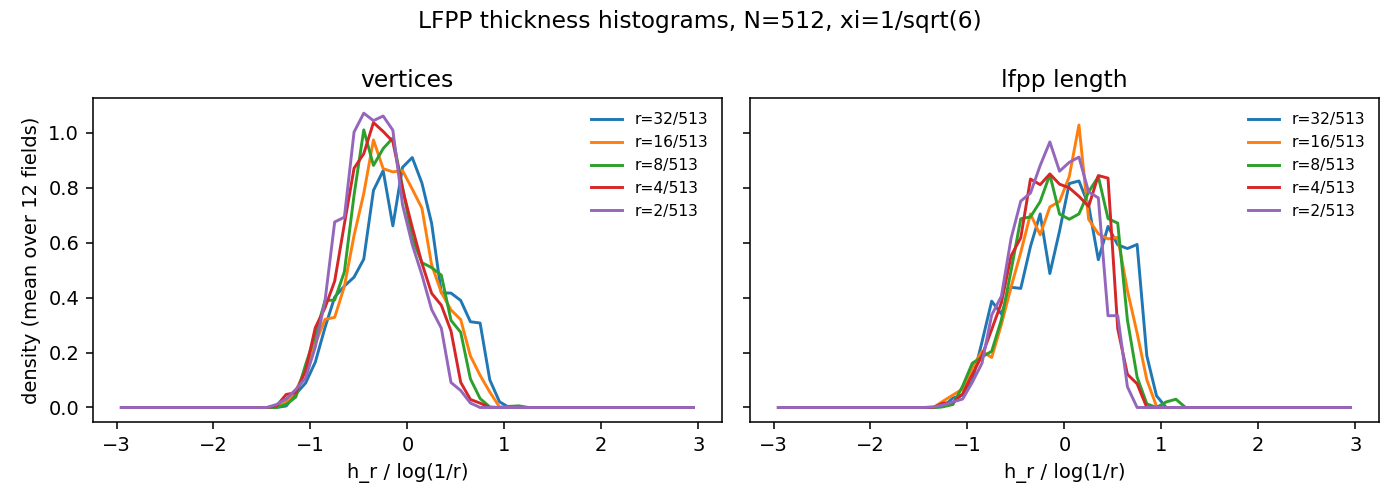 LFPP thickness histograms, N=512, xi=1/sqrt(6)
vertices
density (mean over 12 fields)
1.0
0.8
0.6
0.4
0.2
0.0
r=32/513
r=16/513
r=8/513
r=4/513
r=2/513
−3 −2 −1 0 1 2 3
h_r / log(1/r)
lfpp length
r=32/513
r=16/513
r=8/513
r=4/513
r=2/513
−3 −2 −1 0 1 2 3
h_r / log(1/r)